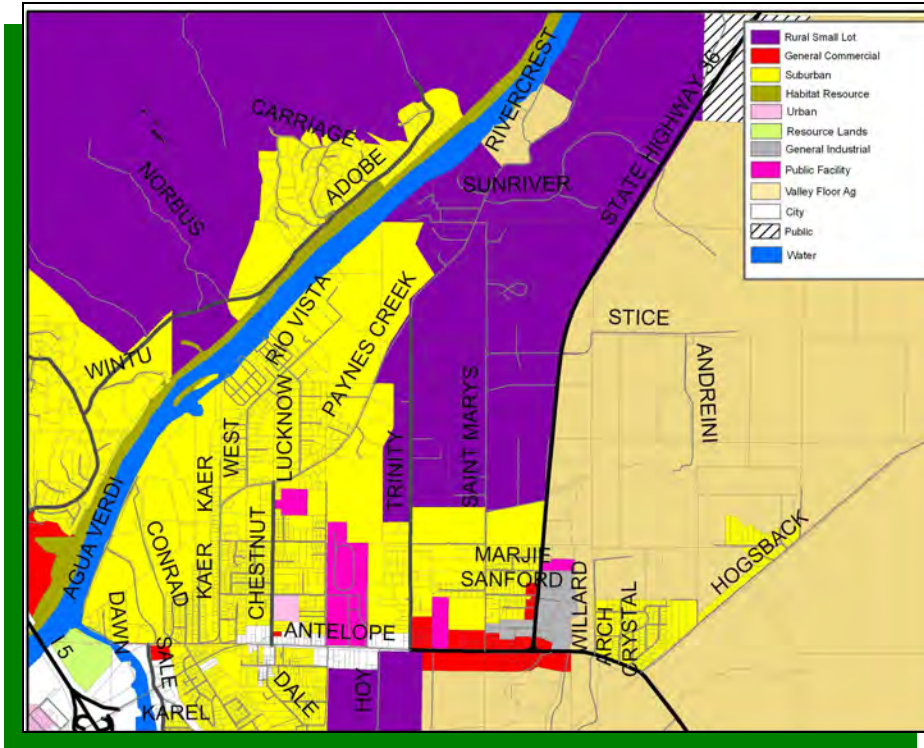 Rural Small Lot
General Commercial
Suburban
Habitat Resource
Urban
Resource Lands
General Industrial
Public Facility
Valley Floor Ag
City
Public
Water
STATE HIGHWAY 36
RIVERCREST
CARRIAGE
ADOBE
NORBUS
SUNRIVER
RIO VISTA
STICE
WINTU
PAYNES CREEK
ANDREINI
LUCKNOW
WEST
KAER
TRINITY
SAINT MARYS
AGUA VERDI
CONRAD
KAER
CHESTNUT
MARJIE
SANFORD
HOGSBACK
WILLARD
ARCH
CRYSTAL
DAWN
ANTELOPE
SALE
I 5
DALE
HOY
KAREL